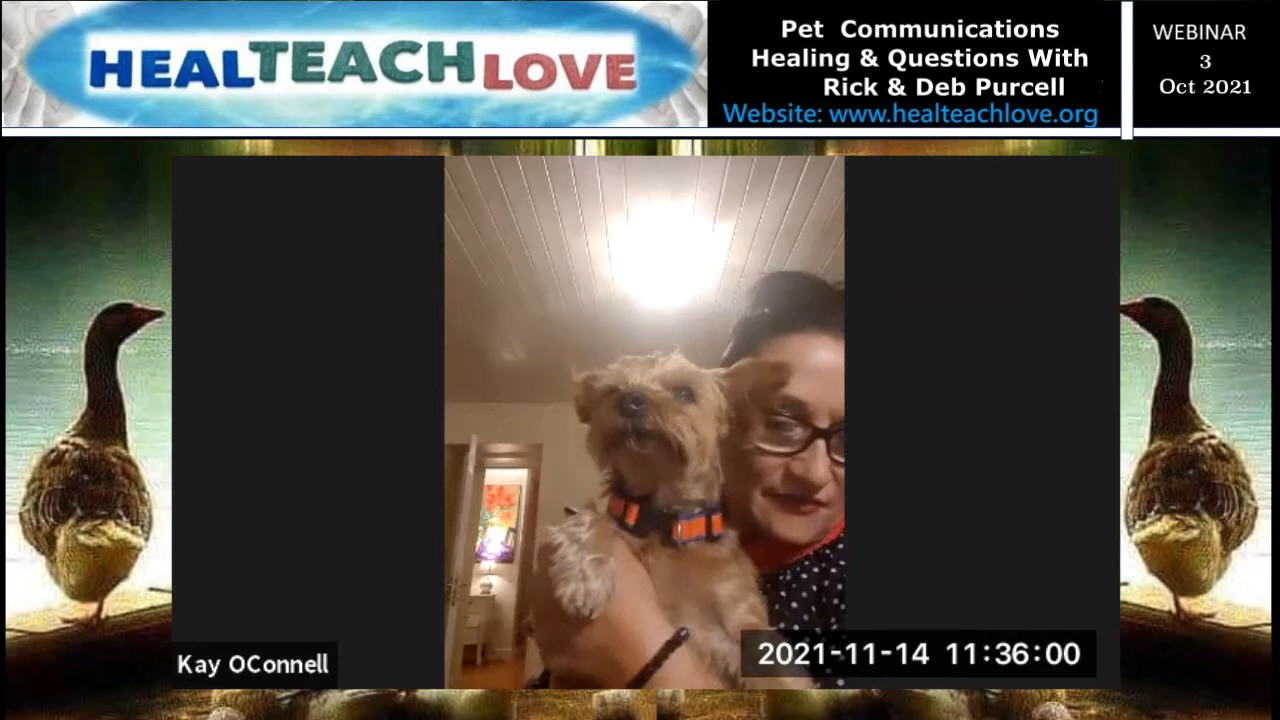 HEALTEACHLOVE
Pet Communications
Healing & Questions With
Rick & Deb Purcell
Website: www.healteachlove.org
WEBINAR
3
Oct 2021
Kay OConnell
2021-11-14 11:36:00